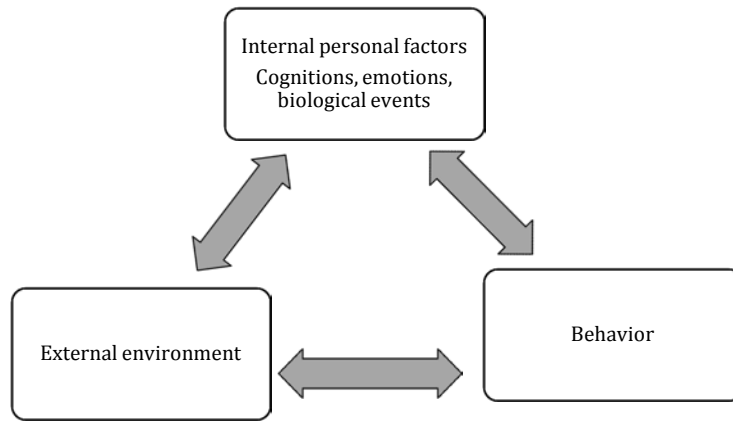 Internal personal factors
Cognitions, emotions,
biological events
External environment
Behavior